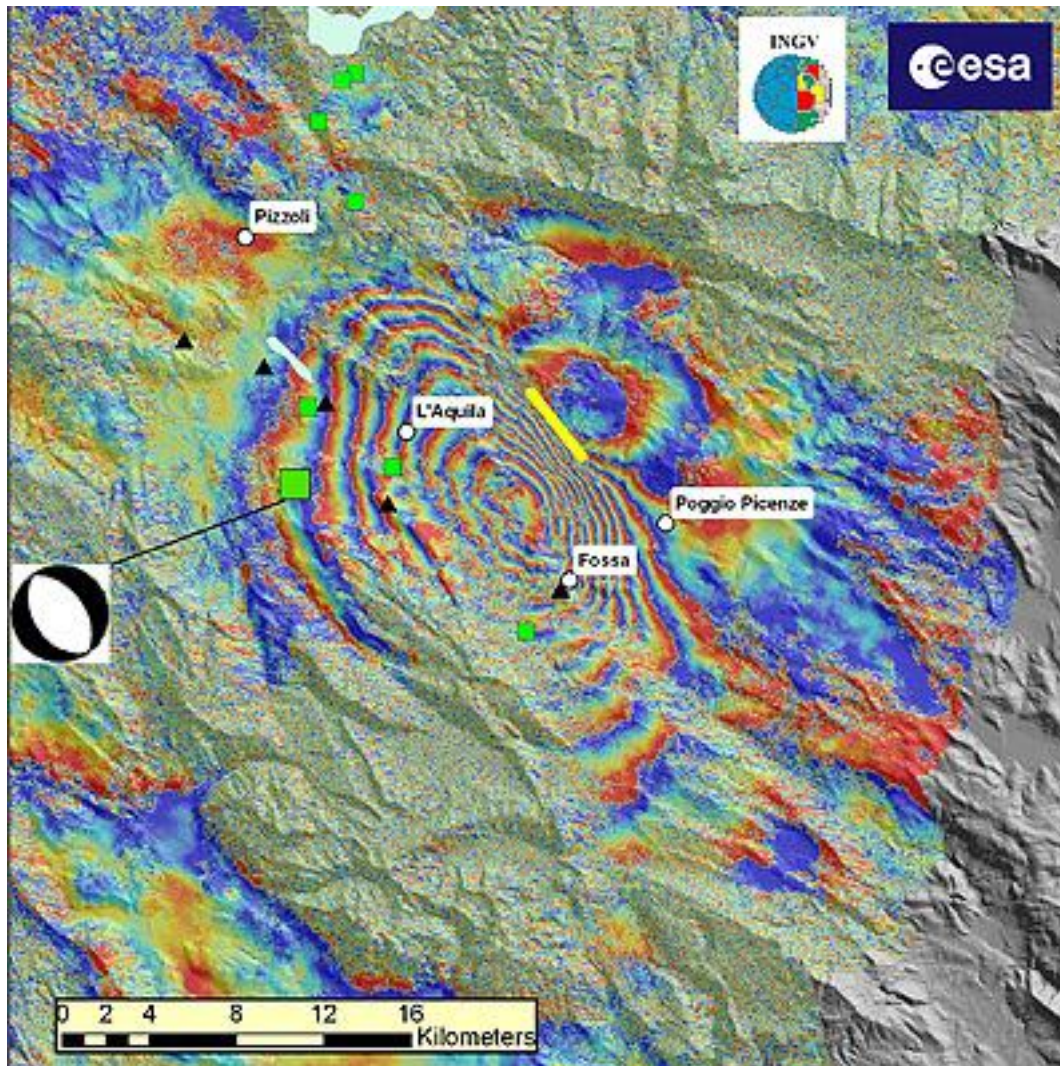 INGV
esa
Pizzoli
L'Aquila
Poggio Picenze
Fossa
0 2 4 8 12 16
Kilometers